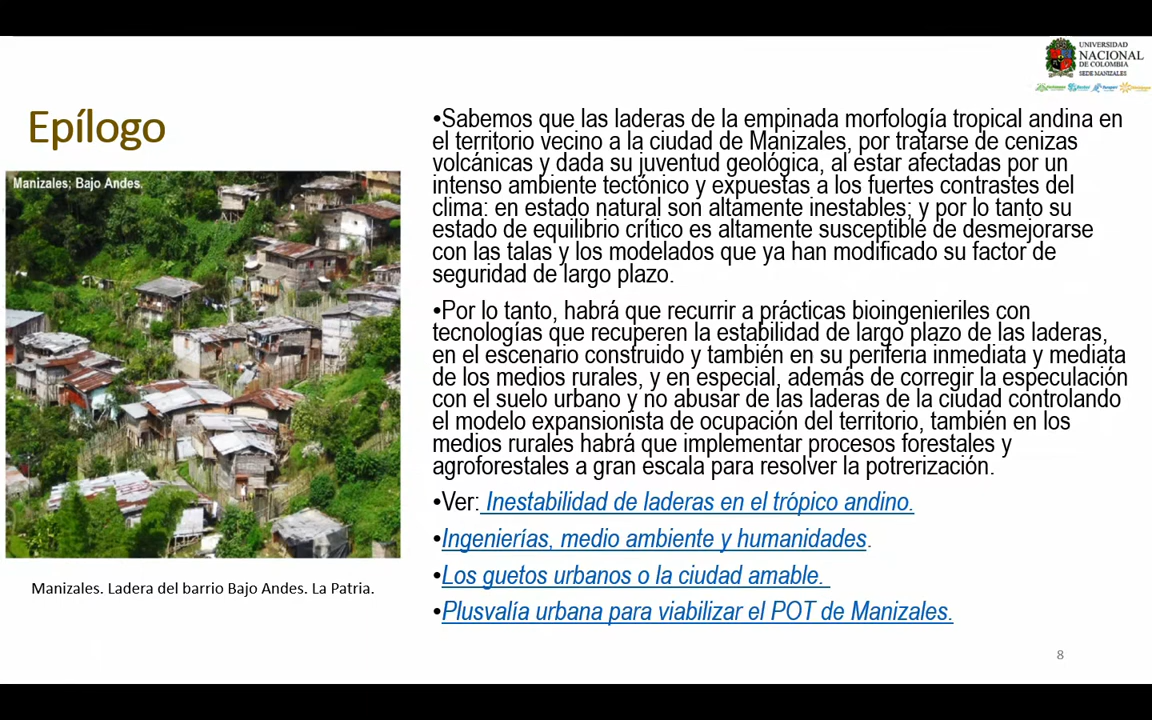 UNIVERSIDAD
NACIONAL
DE COLOMBIA
SEDE MANIZALES
Epílogo
Manizales; Bajo Andes.
Manizales. Ladera del barrio Bajo Andes. La Patria.
•Sabemos que las laderas de la empinada morfología tropical andina en
el territorio vecino a la ciudad de Manizales, por tratarse de cenizas
volcánicas y dada su juventud geológica, al estar afectadas por un
intenso ambiente tectónico y expuestas a los fuertes contrastes del
clima: en estado natural son altamente inestables; y por lo tanto su
estado de equilibrio crítico es altamente susceptible de desmejorarse
con las talas y los modelados que ya han modificado su factor de
seguridad de largo plazo.
•Por lo tanto, habrá que recurrir a prácticas bioingenieriles con
tecnologías que recuperen la estabilidad de largo plazo de las laderas,
en el escenario construido y también en su periferia inmediata y mediata
de los medios rurales, y en especial, además de corregir la especulación
con el suelo urbano y no abusar de las laderas de la ciudad controlando
el modelo expansionista de ocupación del territorio, también en los
medios rurales habrá que implementar procesos forestales y
agroforestales a gran escala para resolver la potrerización.
•Ver: Inestabilidad de laderas en el trópico andino.
•Ingenierías, medio ambiente y humanidades.
•Los guetos urbanos o la ciudad amable.
•Plusvalía urbana para viabilizar el POT de Manizales.
8